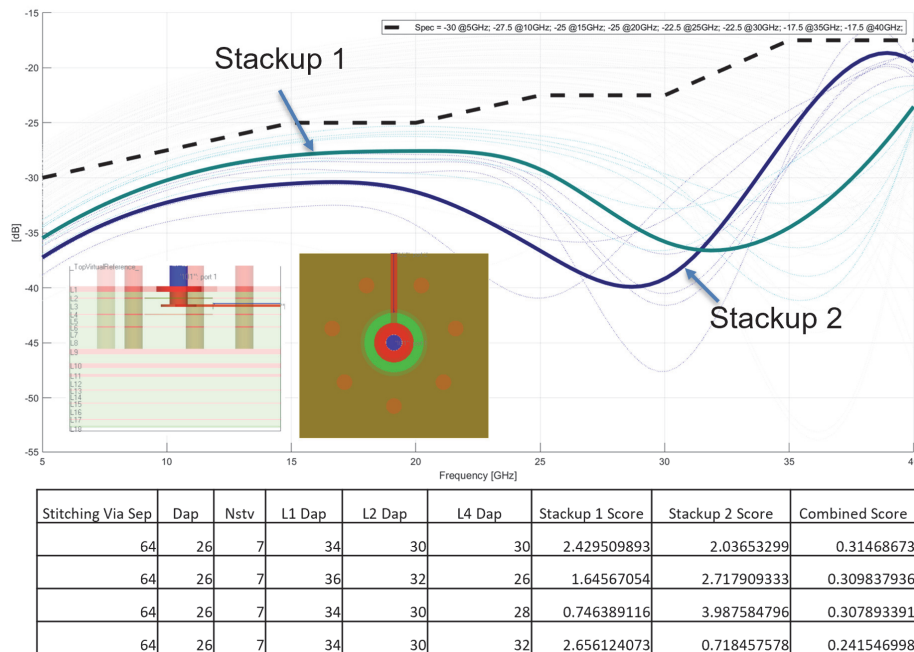 Spec = -30 @5GHz; -27.5 @10GHz; -25 @15GHz; -25 @20GHz; -22.5 @25GHz; -22.5 @30GHz; -17.5 @35GHz; -17.5 @40GHz;
-15
Stackup 1
-20
-25
-30
[dB]
-35
_TopVirtualReference_
port 1
L1
L2
L3
L4
L5
L6
L7
L8
L9
L10
L11
L12
L13
L14
L15
L16
L17
L18
-40
Stackup 2
-45
-50
-55
5 10 15 20 25 30 35
Frequency [GHz]
Stitching Via Sep Dap Nstv L1 Dap L2 Dap L4 Dap Stackup 1 Score Stackup 2 Score Combined Score
64 26 7 34 30 30 2.429509893 2.03653299 0.31468673
64 26 7 36 32 26 1.64567054 2.717909333 0.309837936
64 26 7 34 30 28 0.746389116 3.987584796 0.307893391
64 26 7 34 30 32 2.656124073 0.718457578 0.241546998